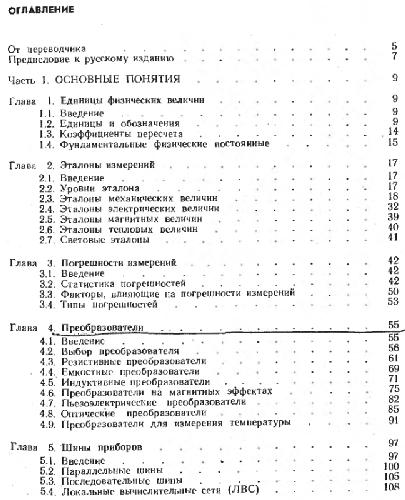 ОГЛАВЛЕНИЕ
От переводчика 5
Предисловие к русскому изданию 7
Часть 1. ОСНОВНЫЕ ПОНЯТИЯ 9
Глава 1. Единицы физических величин 9
1.1. Введение 9
1.2. Единицы и обозначения 9
1.3. Коэффициенты пересчета 14
1.4. Фундаментальные физические постоянные 15
Глава 2. Эталоны измерений 17
2.1. Введение 17
2.2. Уровни эталона 17
2.3. Эталоны механических величин 18
2.4. Эталоны электрических величин 32
2.5. Эталоны магнитных величин 39
2.6. Эталоны тепловых величин 40
2.7. Световые эталоны 41
Глава 3. Погрешности измерений 42
3.1. Введение 42
3.2. Статистика погрешностей 42
3.3. Факторы, влияющие на погрешности измерений 50
3.4. Типы погрешностей 53
Глава 4. Преобразователи 55
4.1. Введение 55
4.2. Выбор преобразователя 56
4.3. Резистивные преобразователи 61
4.4. Емкостные преобразователи 69
4.5. Индуктивные преобразователи 71
4.6. Преобразователи на магнитных эффектах 75
4.7. Пьезоэлектрические преобразователи 82
4.8. Оптические преобразователи 85
4.9. Преобразователи для измерения температуры 91
Глава 5. Шины приборов 97
5.1. Введение 97
5.2. Параллельные шины 100
5.3. Последовательные шины 105
5.4. Локальные вычислительные сети (ЛВС) 108